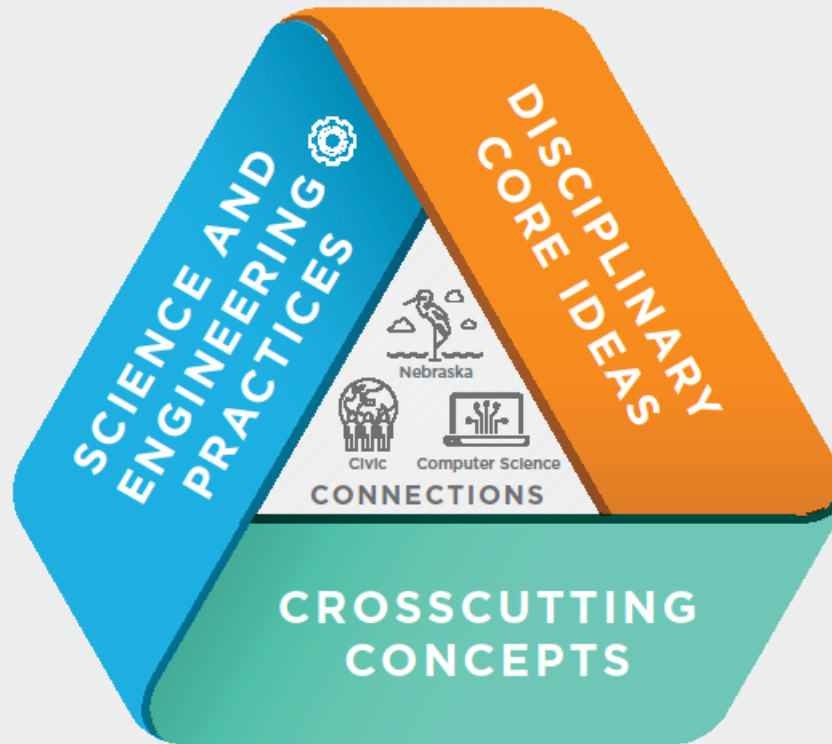 SCIENCE AND
ENGINEERING
PRACTICES
DISCIPLINARY
CORE IDEAS
Nebraska
Civic
Computer Science
CONNECTIONS
CROSSCUTTING
CONCEPTS